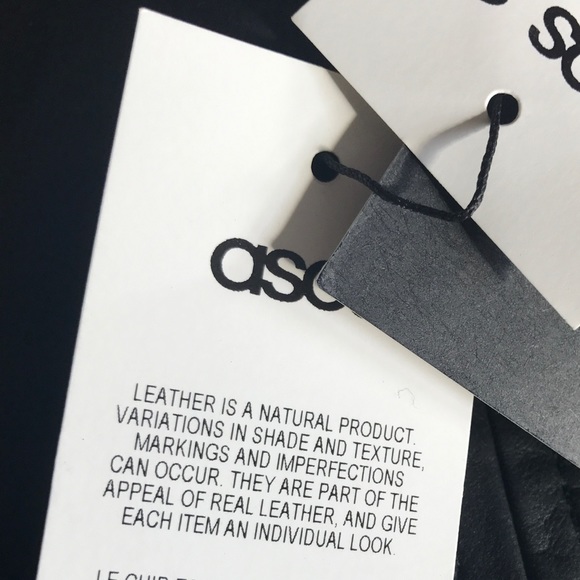 aso
LEATHER IS A NATURAL PRODUCT.
VARIATIONS IN SHADE AND TEXTURE,
MARKINGS AND IMPERFECTIONS
CAN OCCUR. THEY ARE PART OF THE
APPEAL OF REAL LEATHER, AND GIVE
EACH ITEM AN INDIVIDUAL LOOK.
LE CUIR